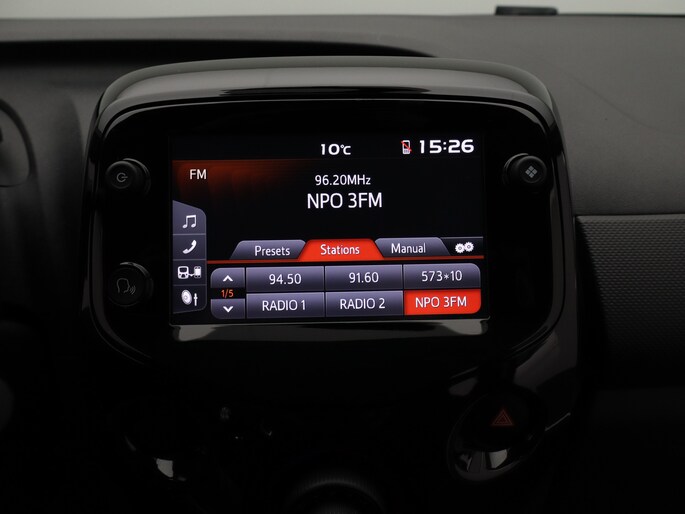 10°C 15:26
FM
96.20MHz
NPO 3FM
Presets Stations Manual
94.50 91.60 573*10
1/5
RADIO 1 RADIO 2 NPO 3FM